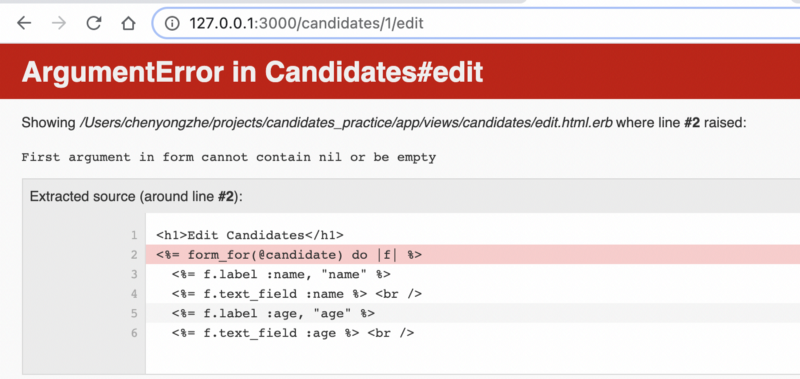 127.0.0.1:3000/candidates/1/edit
ArgumentError in Candidates#edit
Showing /Users/chenyongzhe/projects/candidates_practice/app/views/candidates/edit.html.erb where line #2 raised:
First argument in form cannot contain nil or be empty
Extracted source (around line #2):
1 <h1>Edit Candidates</h1>
2 <%= form_for(@candidate) do |f| %>
3 <%= f.label :name, "name" %>
4 <%= f.text_field :name %> <br />
5 <%= f.label :age, "age" %>
6 <%= f.text_field :age %> <br />